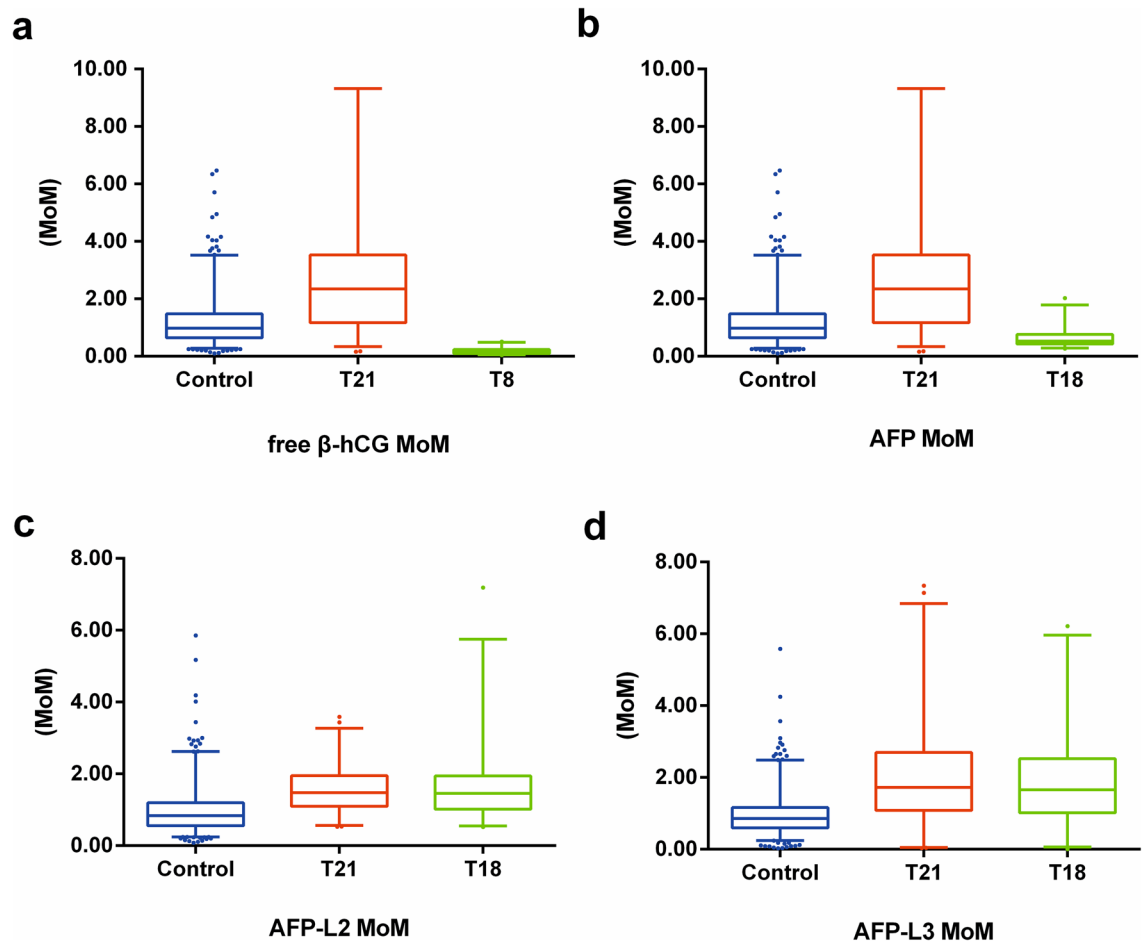 a
10.00
8.00
6.00
4.00
2.00
0.00
(MoM)
Control T21 T8
free β-hCG MoM
b
10.00
8.00
6.00
4.00
2.00
0.00
(MoM)
Control T21 T18
AFP MoM
c
8.00
6.00
4.00
2.00
0.00
(MoM)
Control T21 T18
AFP-L2 MoM
d
8.00
6.00
4.00
2.00
0.00
(MoM)
Control T21 T18
AFP-L3 MoM